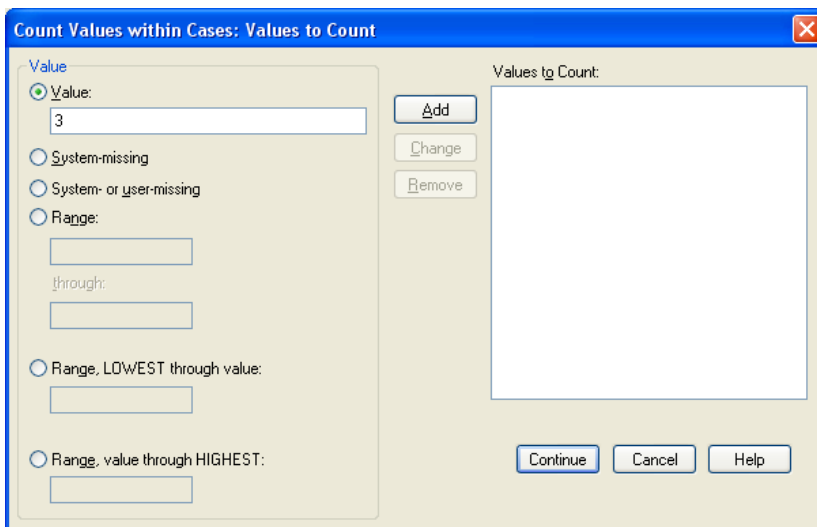 Count Values within Cases: Values to Count
Value
Value:
3
System-missing
System- or user-missing
Range:
through:
Range, LOWEST through value:
Range, value through HIGHEST:
Add
Change
Remove
Values to Count:
Continue
Cancel
Help